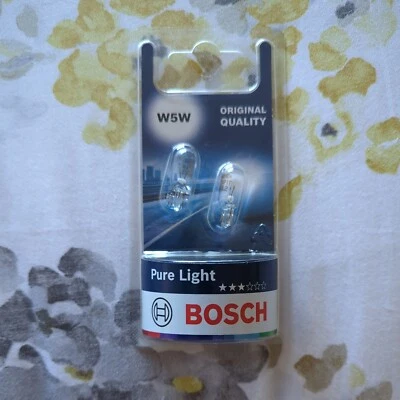 W5W
ORIGINAL
QUALITY
Pure Light
BOSCH